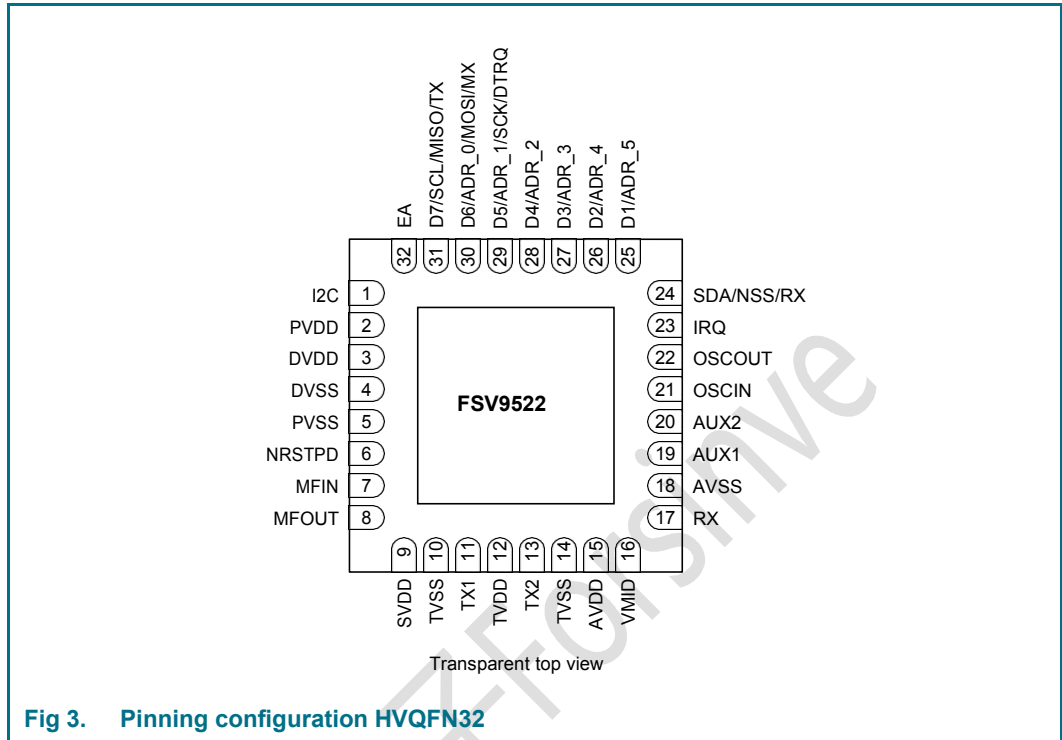 D7/SCL/MISO/TX
D6/ADR_0/MOSI/MX
D5/ADR_1/SCK/DTRQ
D4/ADR_2
D3/ADR_3
D2/ADR_4
D1/ADR_5
EA
32 31 30 29 28 27 26 25
I2C 1
PVDD 2
DVDD 3
DVSS 4
PVSS 5
NRSTPD 6
MFIN 7
MFOUT 8
FSV9522
24 SDA/NSS/RX
23 IRQ
22 OSCOUT
21 OSCIN
20 AUX2
19 AUX1
18 AVSS
17 RX
9 10 11 12 13 14 15 16
SVDD
TVSS
TX1
TVDD
TX2
TVSS
AVDD
VMID
Transparent top view
Forsinve
Fig 3. Pinning configuration HVQFN32